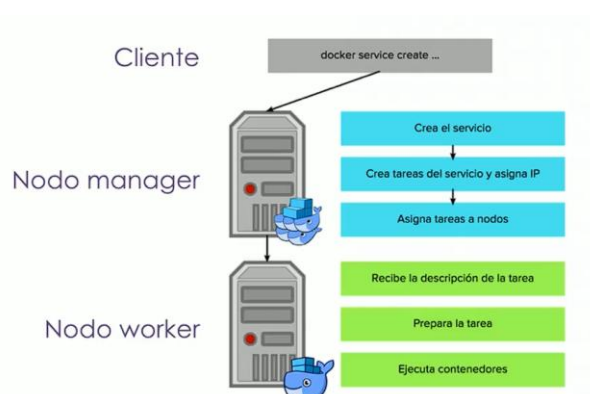 Cliente
docker service create ...
Nodo manager
Crea el servicio
Crea tareas del servicio y asigna IP
Asigna tareas a nodos
Nodo worker
Recibe la descripción de la tarea
Prepara la tarea
Ejecuta contenedores